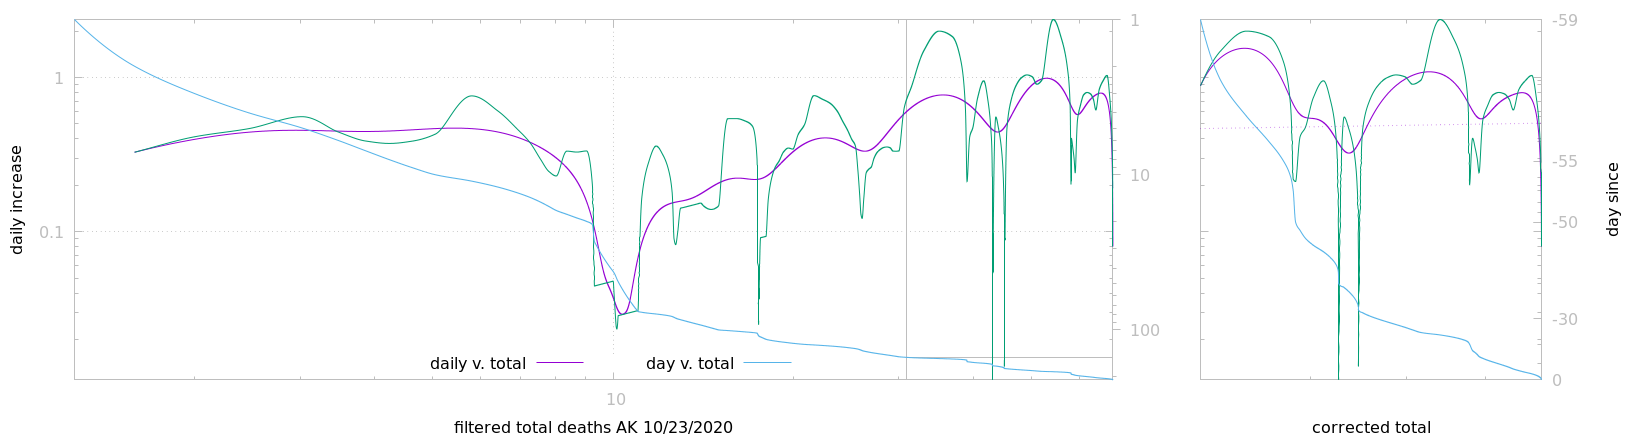 1
0.1
daily increase
daily v. total
day v. total
10
filtered total deaths AK 10/23/2020
1
10
100
-59
-55
-50
-30
0
day since
corrected total